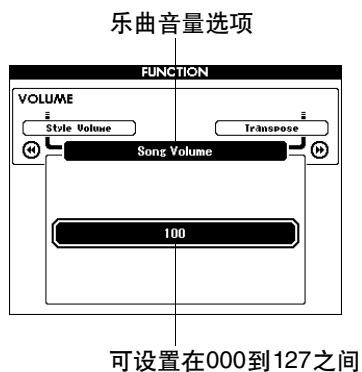 乐曲音量选项
FUNCTION
VOLUME
Style Volume
Transpose
Song Volume
100
可设置在000到127之间